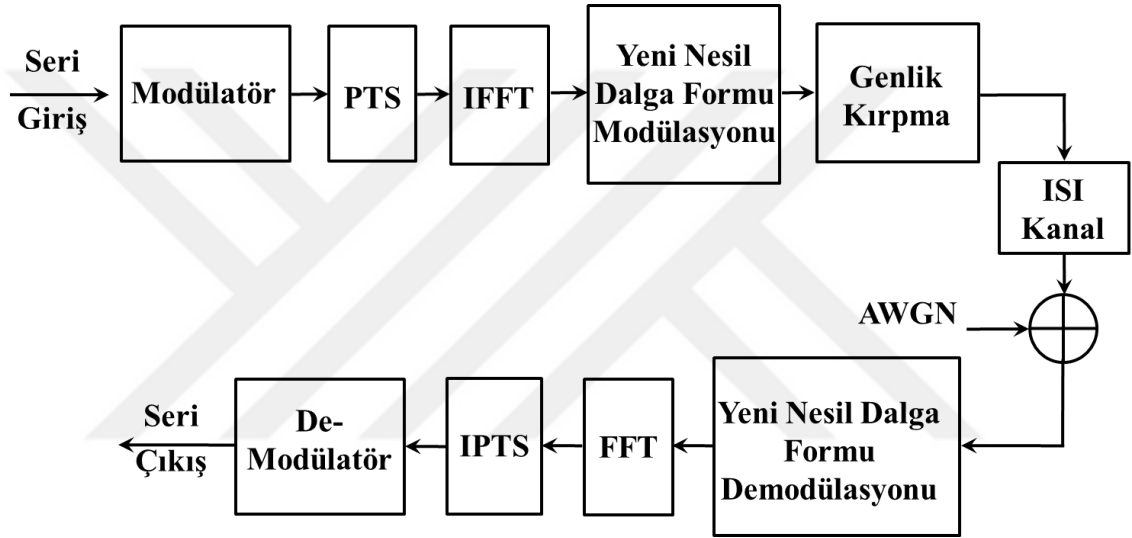 Seri
Giriş
Modülatör
PTS
IFFT
Yeni Nesil
Dalga Formu
Modülasyonu
Genlik
Kırpma
ISI
Kanal
AWGN
Yeni Nesil Dalga
Formu
Demodülasyonu
FFT
IPTS
De-
Modülatör
Seri
Çıkış